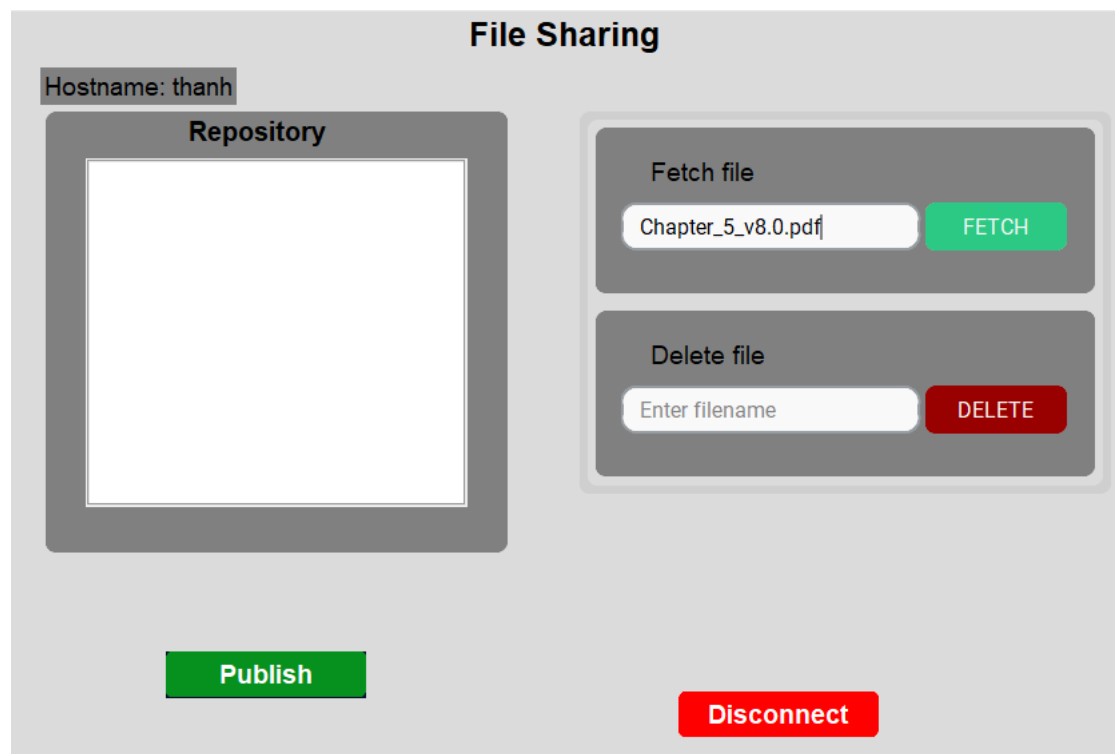 File Sharing
Hostname: thanh
Repository
Fetch file
Chapter_5_v8.0.pdf
FETCH
Delete file
Enter filename
DELETE
Publish
Disconnect